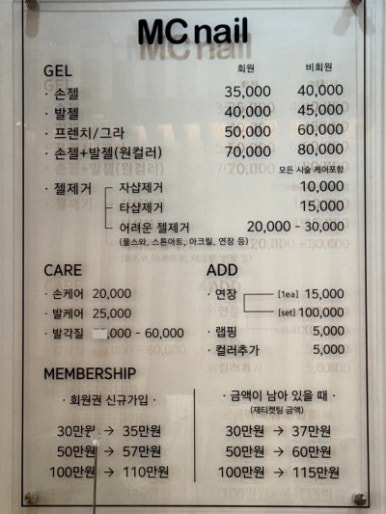 MC nail
GEL 회원 비회원
· 손젤 35,000 40,000
· 발젤 40,000 45,000
· 프렌치/그라 50,000 60,000
· 손젤+발젤(원컬러) 70,000 80,000
모든 시술 케어포함
· 젤제거 자샵제거 10,000
타샵제거 15,000
어려운 젤제거 20,000 - 30,000
(풀스와, 스톤아트, 아크릴, 연장 등)
CARE ADD
· 손케어 20,000 · 연장 [1ea] 15,000
· 발케어 25,000 [set] 100,000
· 발각질 ,000 - 60,000 · 랩핑 5,000
· 컬러추가 5,000
MEMBERSHIP
· 회원권 신규가입 · · 금액이 남아 있을 때 ·
(재티켓팅 금액)
30만원 → 35만원 30만원 → 37만원
50만원 → 57만원 50만원 → 60만원
100만원 → 110만원 100만원 → 115만원